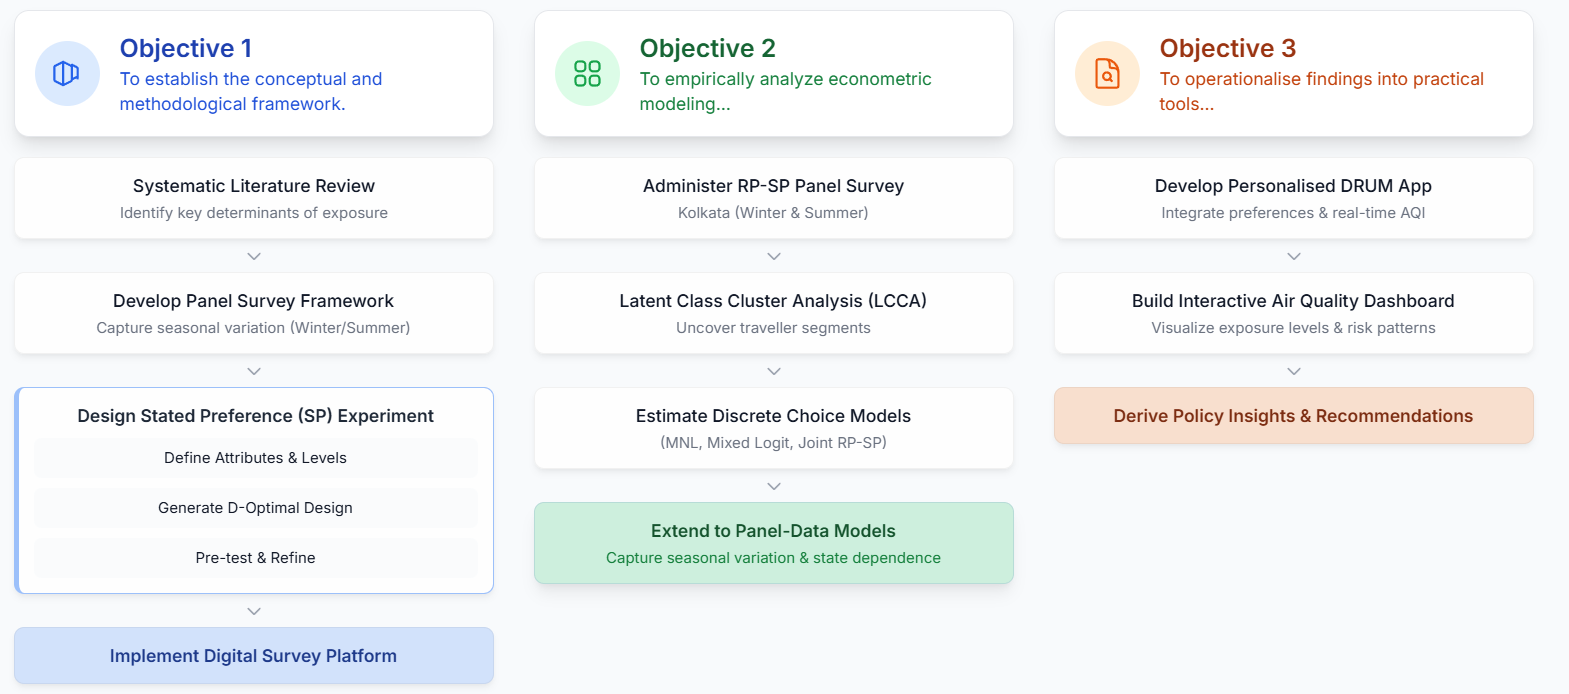 Objective 1
To establish the conceptual and
methodological framework.
Systematic Literature Review
Identify key determinants of exposure
Develop Panel Survey Framework
Capture seasonal variation (Winter/Summer)
Design Stated Preference (SP) Experiment
Define Attributes & Levels
Generate D-Optimal Design
Pre-test & Refine
Implement Digital Survey Platform
Objective 2
To empirically analyze econometric
modeling...
Administer RP-SP Panel Survey
Kolkata (Winter & Summer)
Latent Class Cluster Analysis (LCCA)
Uncover traveller segments
Estimate Discrete Choice Models
(MNL, Mixed Logit, Joint RP-SP)
Extend to Panel-Data Models
Capture seasonal variation & state dependence
Objective 3
To operationalise findings into practical
tools...
Develop Personalised DRUM App
Integrate preferences & real-time AQI
Build Interactive Air Quality Dashboard
Visualize exposure levels & risk patterns
Derive Policy Insights & Recommendations